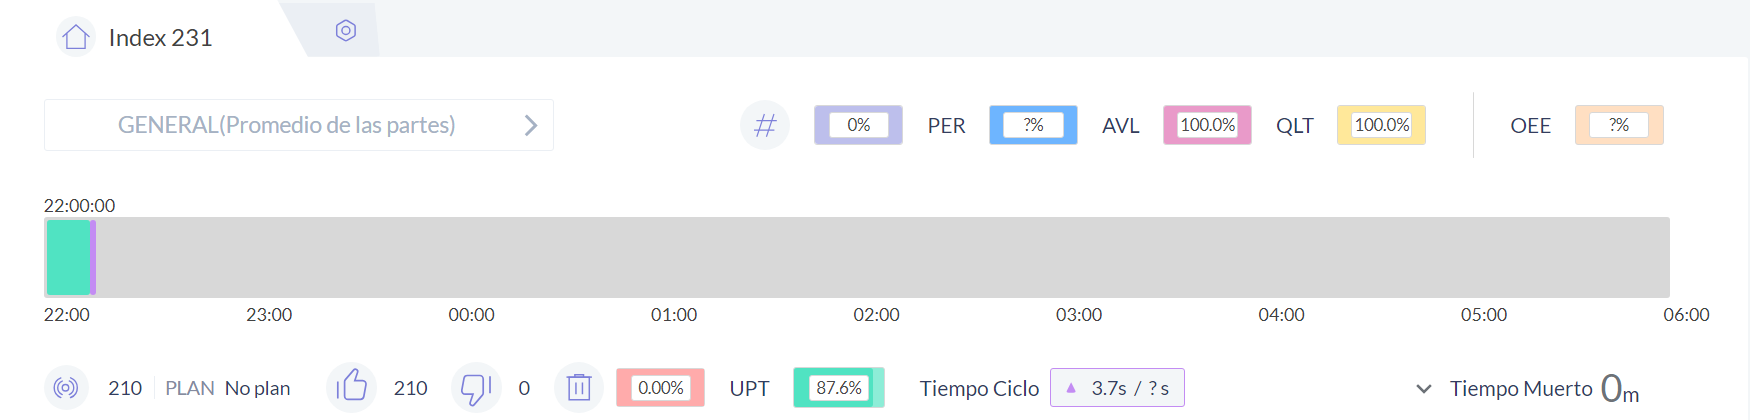 Index 231
GENERAL(Promedio de las partes)
# 0% PER ?% AVL 100.0% QLT 100.0% OEE ?%
22:00:00
22:00 23:00 00:00 01:00 02:00 03:00 04:00 05:00 06:00
210 PLAN No plan 210 0 0.00% UPT 87.6% Tiempo Ciclo ▲ 3.7s / ? s Tiempo Muerto 0m